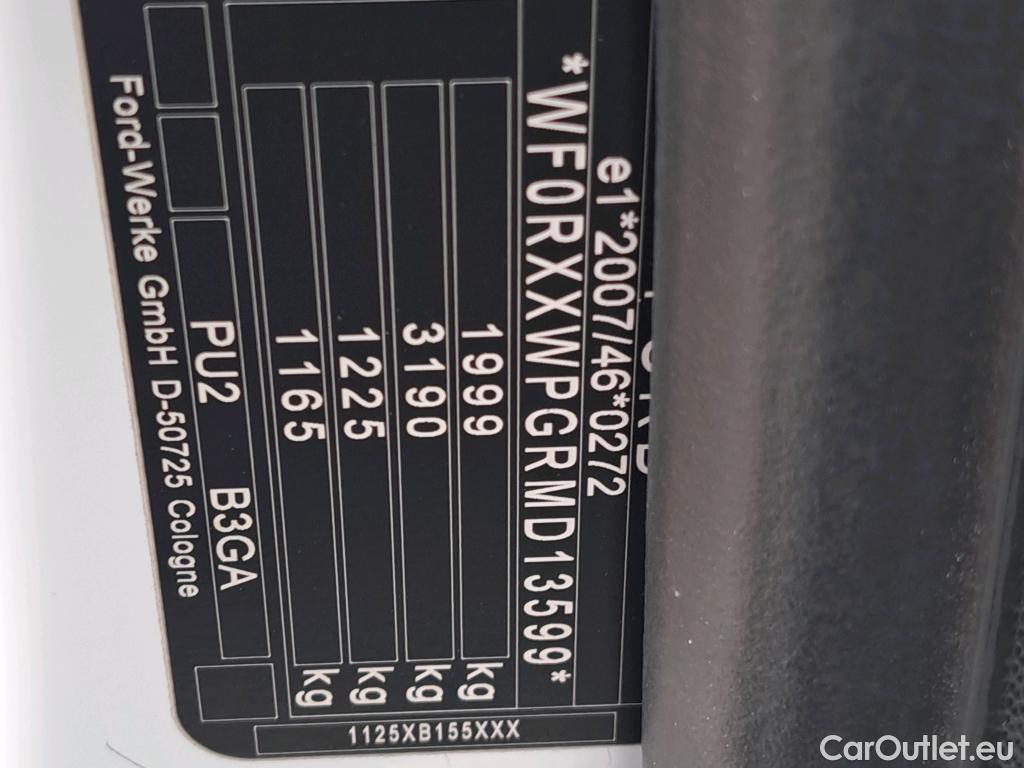 e1*2007/46*0272
*WF0RXXWPGRMD13599*
1999 kg
3190 kg
1225 kg
1165 kg
PU2 B3GA
Ford-Werke GmbH D-50725 Cologne
1125XB155XXX
CarOutlet.eu